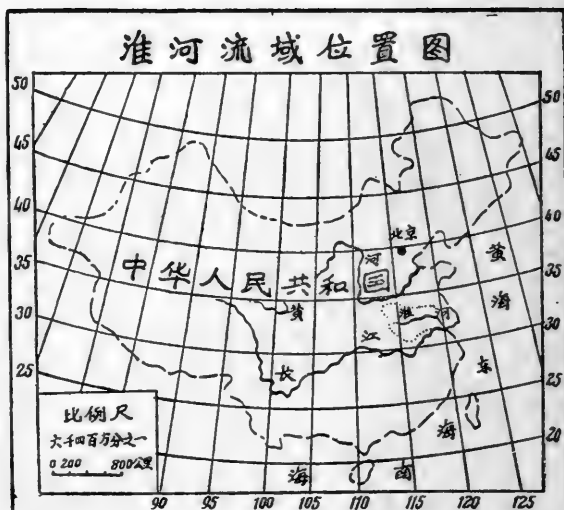 淮河流域位置图
50
45
40
35
30
25
50
45
40
35
30
25
20
北京
河
黄
海
中华人民共和国
黄
淮 河
江
长
东
海
南
海
比例尺
六千四百万分之一
0 200 800公里
90 95 100 105 110 115 120 125